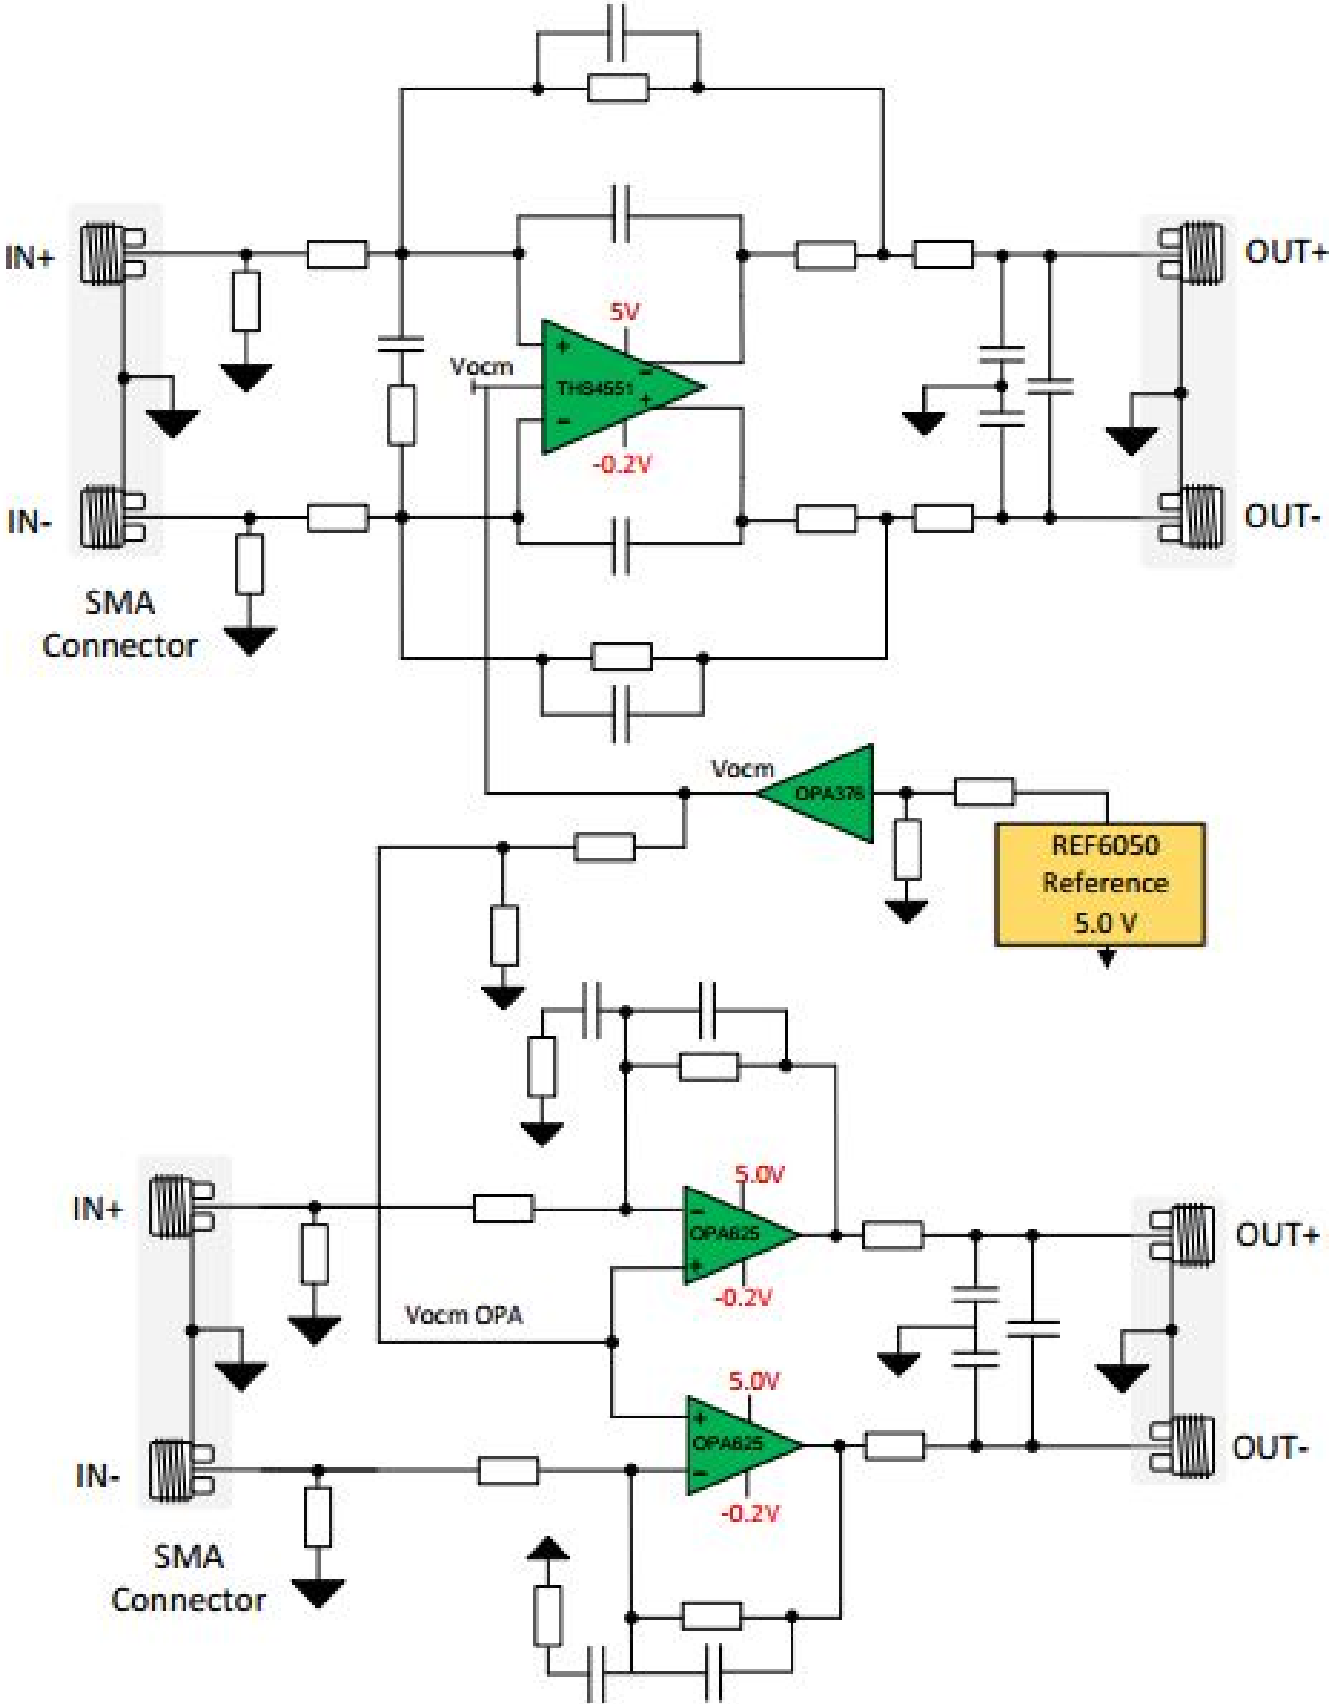 IN+
OUT+
5V
+
-
Vocm
THS4551
+
-
-0.2V
IN-
OUT-
SMA
Connector
Vocm
OPA376
REF6050
Reference
5.0 V
5.0V
IN+
-
OPA625
OUT+
+
-0.2V
Vocm OPA
5.0V
+
OPA625
OUT-
IN-
-
-0.2V
SMA
Connector